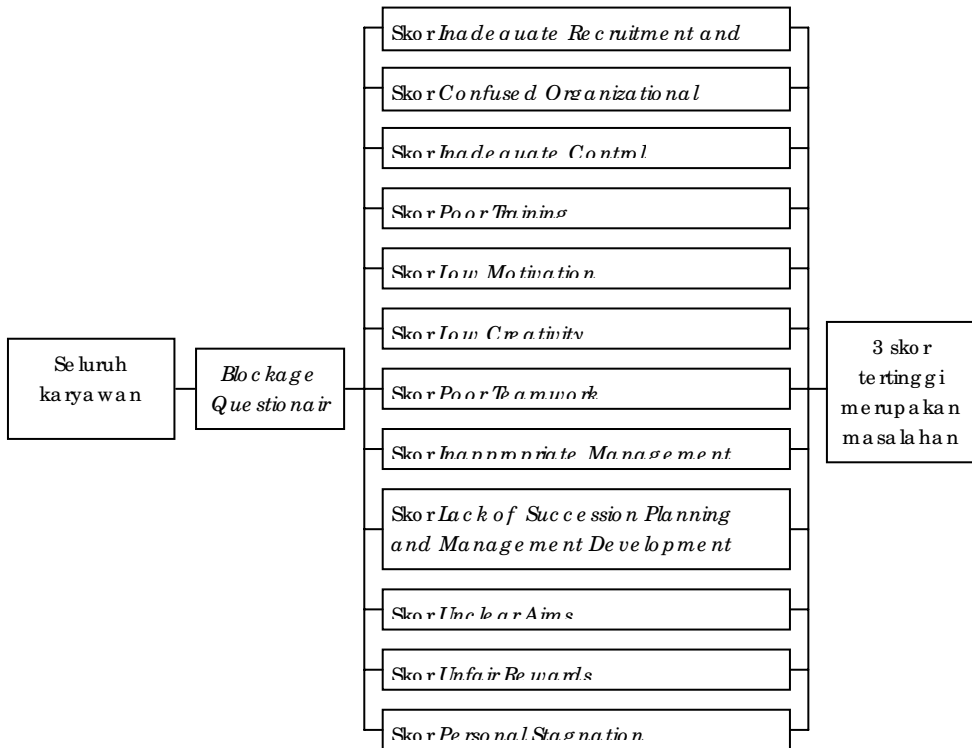 Seluruh
karyawan
Blockage
Questionair
Skor Inadequate Recruitment and
Skor Confused Organizational
Skor Inadequate Control
Skor Poor Training
Skor Low Motivation
Skor Low Creativity
Skor Poor Teamwork
Skor Inappropriate Management
Skor Lack of Succession Planning
and Management Development
Skor Unclear Aims
Skor Unfair Rewards
Skor Personal Stagnation
3 skor
tertinggi
merupakan
masalahan